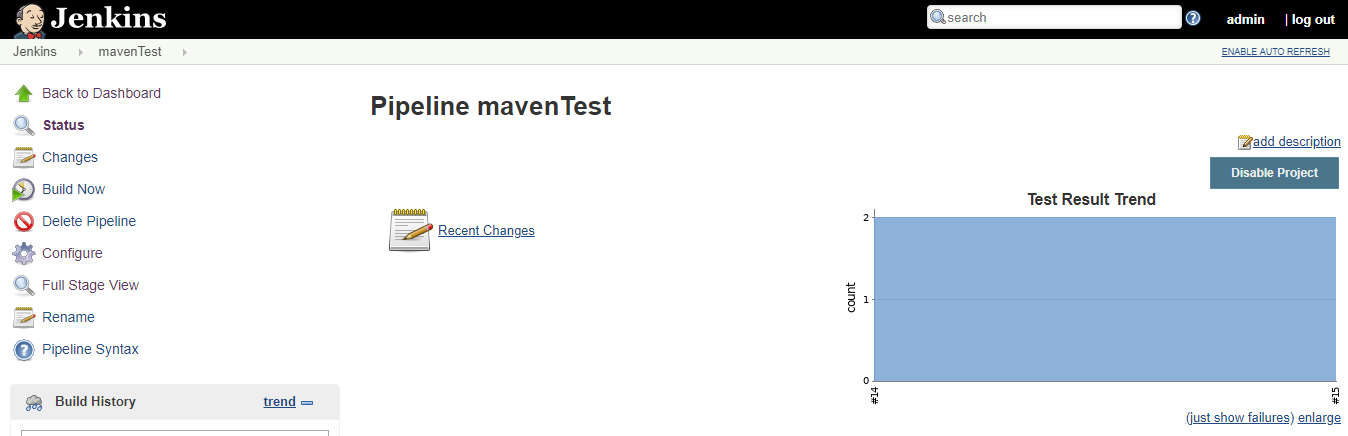 Jenkins
search
admin
| log out
Jenkins
mavenTest
ENABLE AUTO REFRESH
Back to Dashboard
Status
Changes
Build Now
Delete Pipeline
Configure
Full Stage View
Rename
Pipeline Syntax
Build History
trend
Pipeline mavenTest
add description
Disable Project
Recent Changes
Test Result Trend
2
1
0
count
#14
#15
(just show failures) enlarge